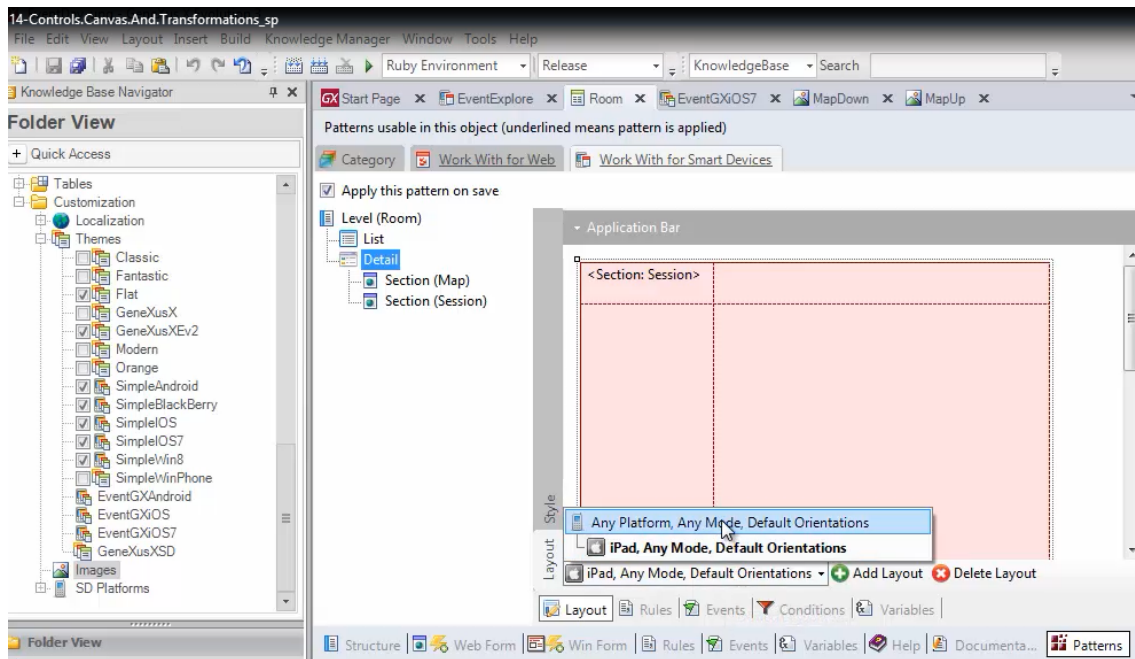 14-Controls.Canvas.And.Transformations_sp
File Edit View Layout Insert Build Knowledge Manager Window Tools Help
Ruby Environment Release KnowledgeBase Search
Knowledge Base Navigator
GX Start Page EventExplore Room EventGXiOS7 MapDown MapUp
Folder View
Patterns usable in this object (underlined means pattern is applied)
+ Quick Access
Category Work With for Web Work With for Smart Devices
Tables
Customization
Localization
Themes
Classic
Fantastic
Flat
GeneXusX
GeneXusXEv2
Modern
Orange
SimpleAndroid
SimpleBlackBerry
SimpleIOS
SimpleIOS7
SimpleWin8
SimpleWinPhone
EventGXAndroid
EventGXiOS
EventGXiOS7
GeneXusXSD
Images
SD Platforms
Folder View
Apply this pattern on save
Level (Room)
List
Detail
Section (Map)
Section (Session)
Application Bar
<Section: Session>
Style
Layout
Any Platform, Any Mode, Default Orientations
iPad, Any Mode, Default Orientations
iPad, Any Mode, Default Orientations Add Layout Delete Layout
Layout Rules Events Conditions Variables
Structure Web Form Win Form Rules Events Variables Help Documenta... Patterns